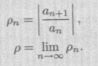 ρₙ = |aₙ₊₁ / aₙ|,
ρ = lim n→∞ ρₙ.